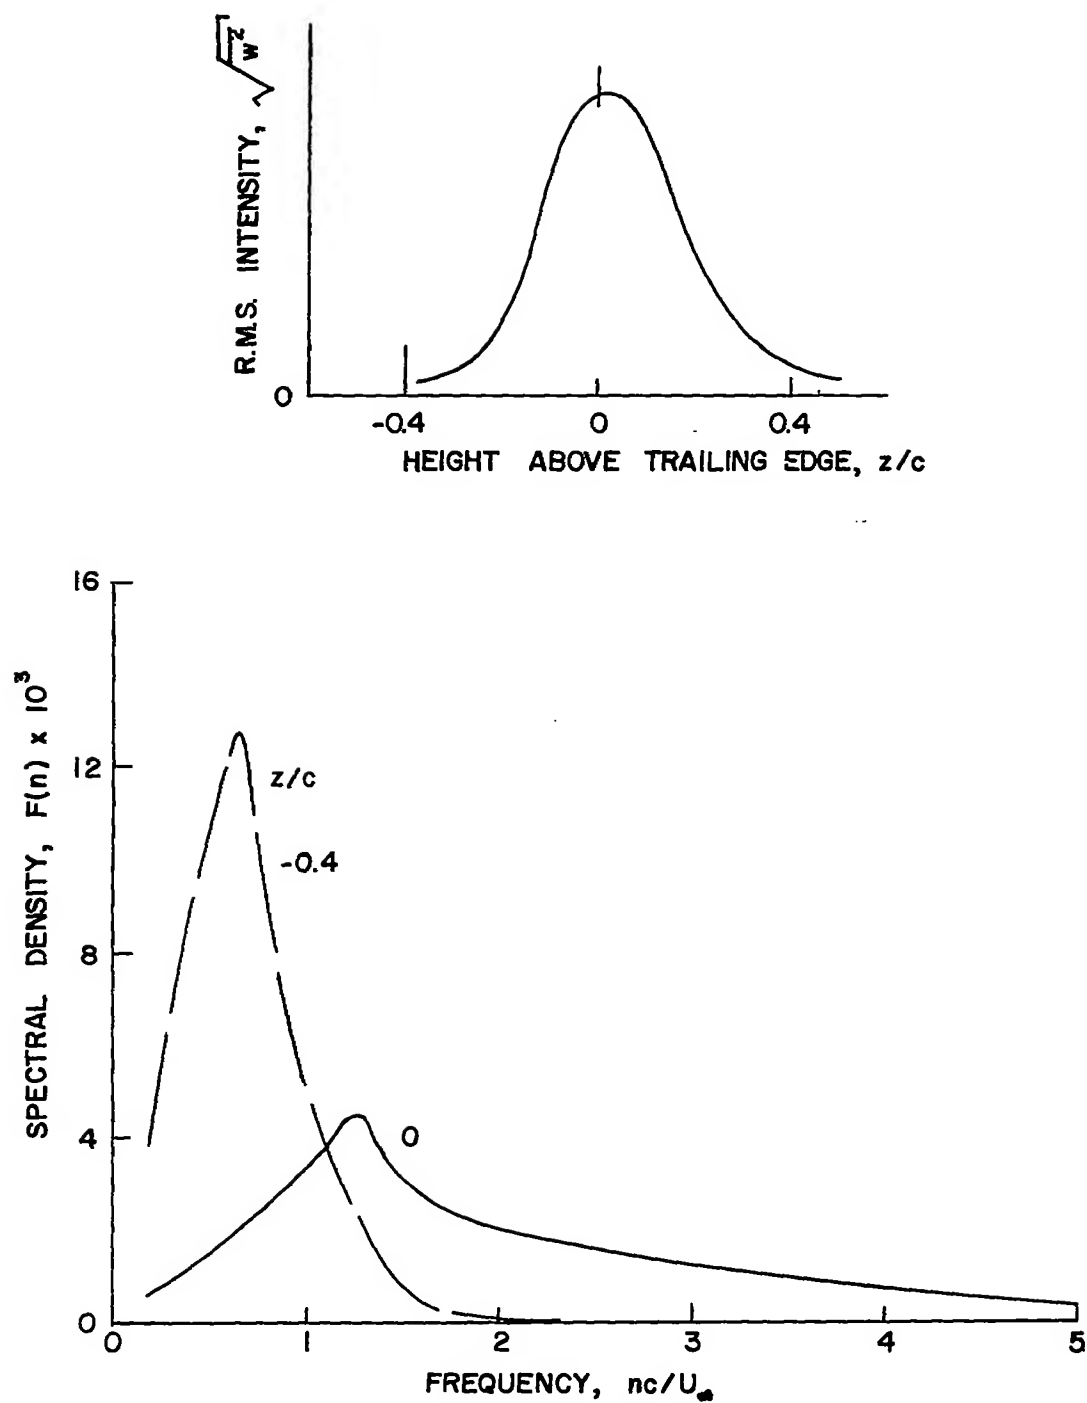 R.M.S. INTENSITY, √w²
0
-0.4 0 0.4
HEIGHT ABOVE TRAILING EDGE, z/c
SPECTRAL DENSITY, F(n) x 10³
16
12
8
4
0
z/c
-0.4
0
0 1 2 3 4 5
FREQUENCY, nc/U∞